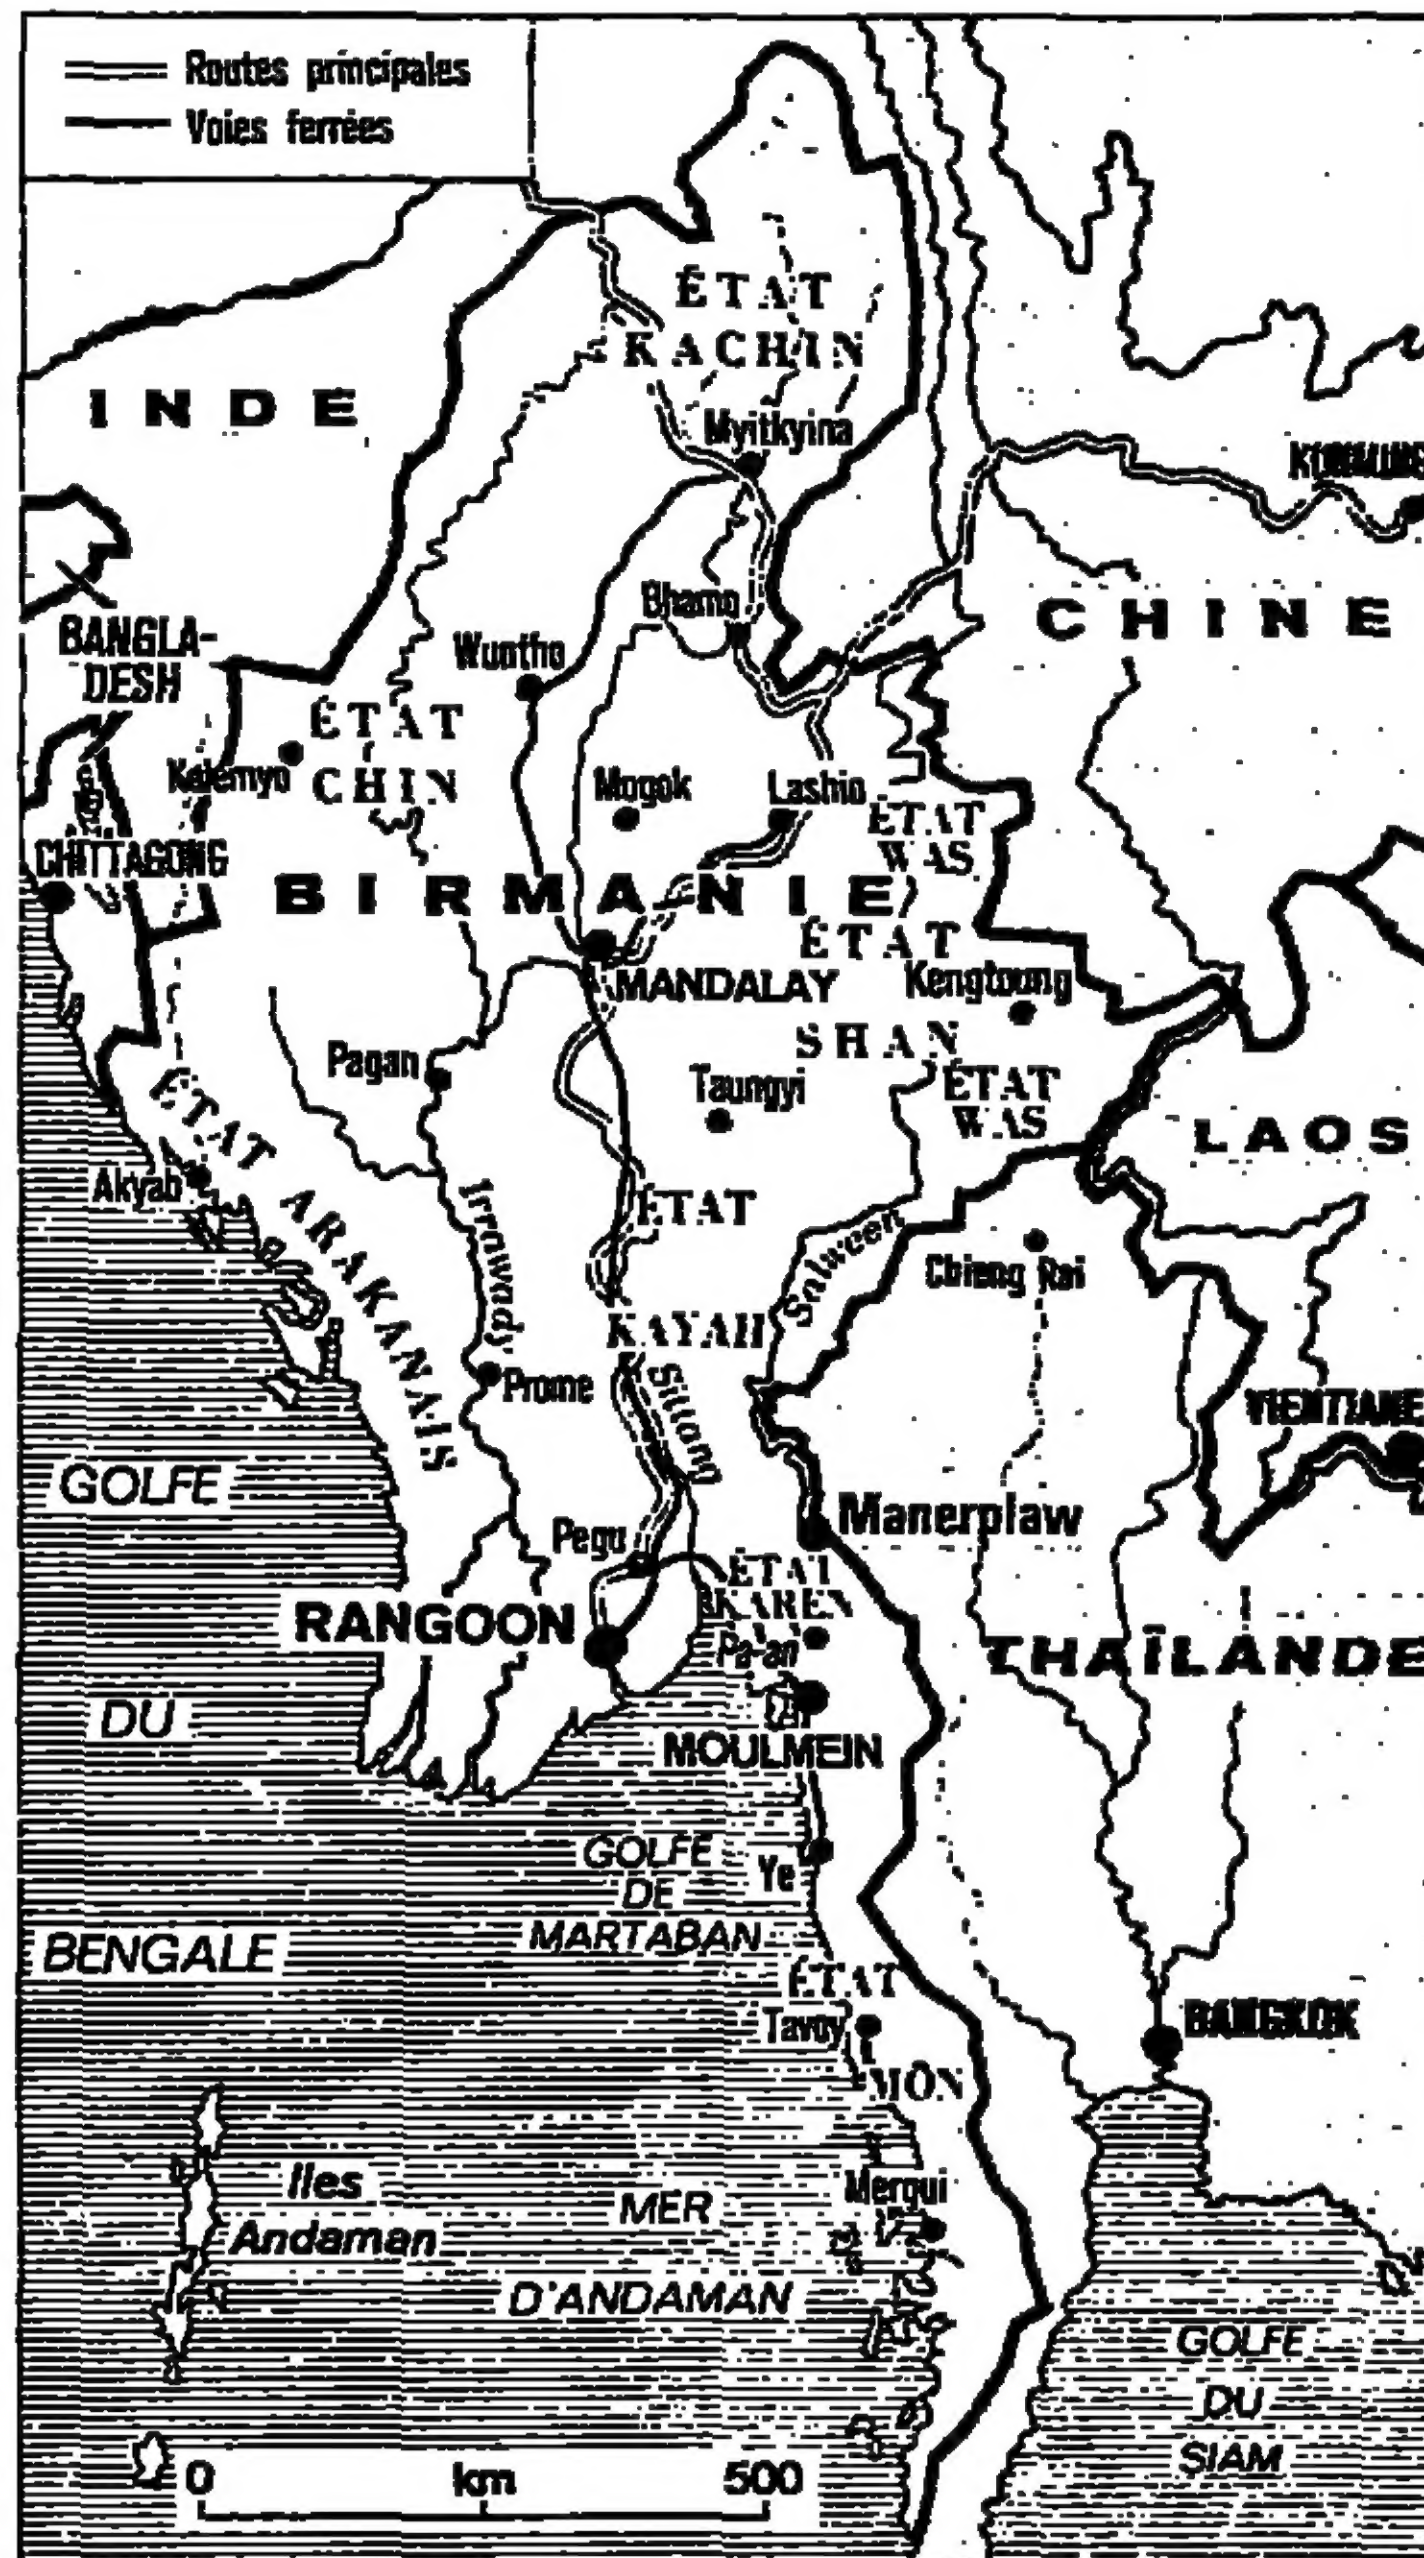 Routes principales
Voies ferrées
ÉTAT
KACHIN
INDE
Myitkyina
BANGLA-
DESH
Bhamo
CHINE
Wuntho
ÉTAT
CHIN
Kalemyo
Mogok
Lashio
ÉTAT
WAS
CHITTAGONG
BIRMANIE
ÉTAT
SHAN
MANDALAY
Kengtoung
Pagan
Taungyi
ÉTAT
WAS
LAOS
ÉTAT ARAKANAIS
Akyab
Irrawaddy
ÉTAT
KAYAH
Salween
Chieng Rai
Prome
Sittang
VIENTIANE
GOLFE
DU
BENGALE
Manerplaw
Pegu
ÉTAT
KAREN
RANGOON
Pa-an
THAÏLANDE
MOULMEIN
GOLFE
DE
MARTABAN
Ye
ÉTAT
MÔN
Tavoy
BANGKOK
Iles
Andaman
MER
D'ANDAMAN
Mergui
GOLFE
DU
SIAM
0 km 500